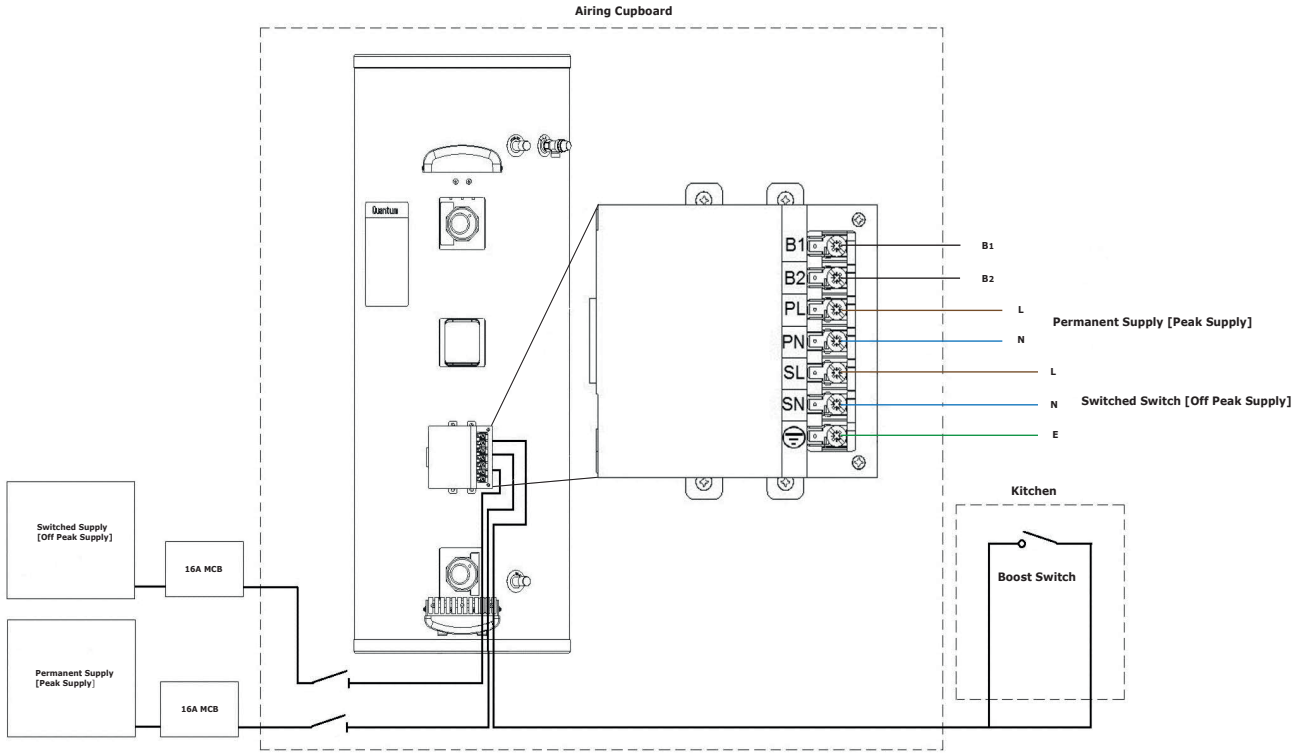 Airing Cupboard
Quantum
B1
B2
PL
PN
SL
SN
B1
B2
L
Permanent Supply [Peak Supply]
N
L
N
Switched Switch [Off Peak Supply]
E
Kitchen
Boost Switch
Switched Supply
[Off Peak Supply]
16A MCB
Permanent Supply
[Peak Supply]
16A MCB